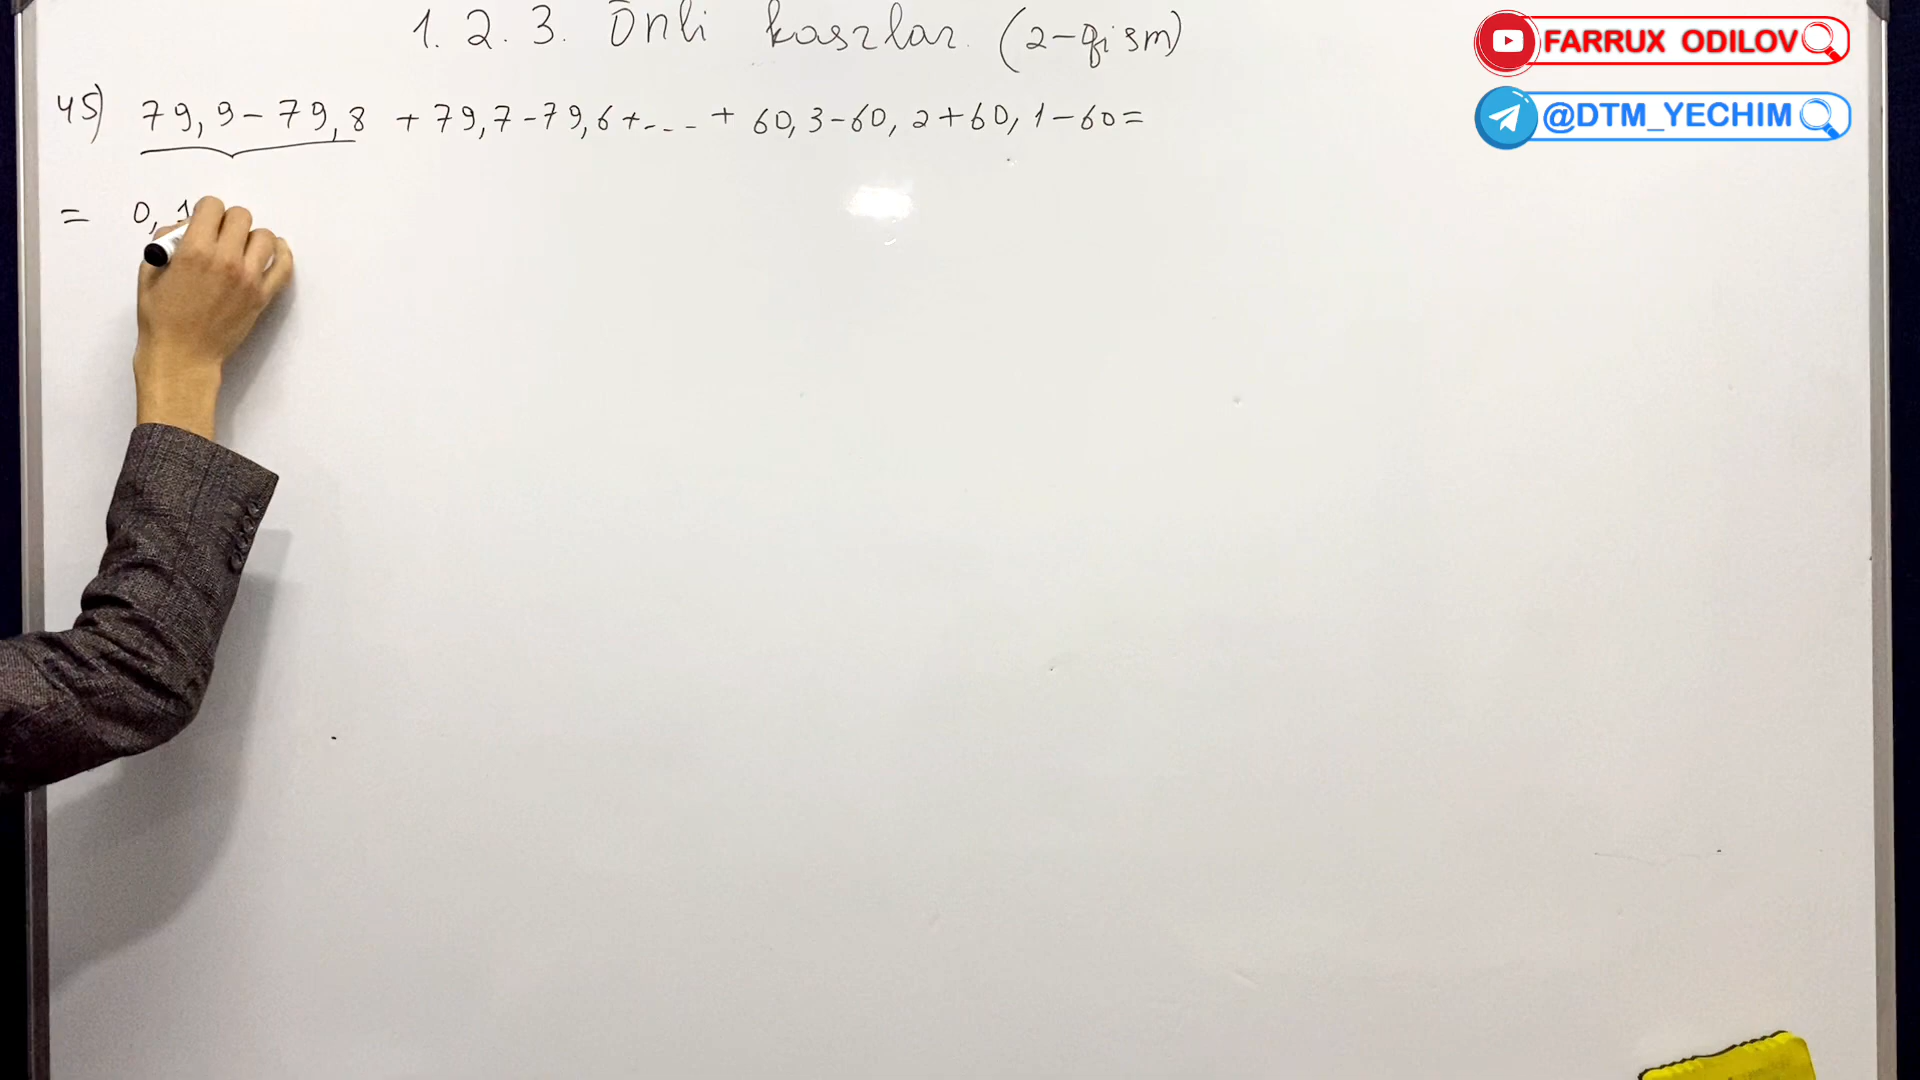 1.2.3. Õnli kasrlar. (2-qism)
FARRUX ODILOV
@DTM_YECHIM
45) 79,9-79,8 + 79,7-79,6+... + 60,3-60,2+60,1-60=
= 0,1